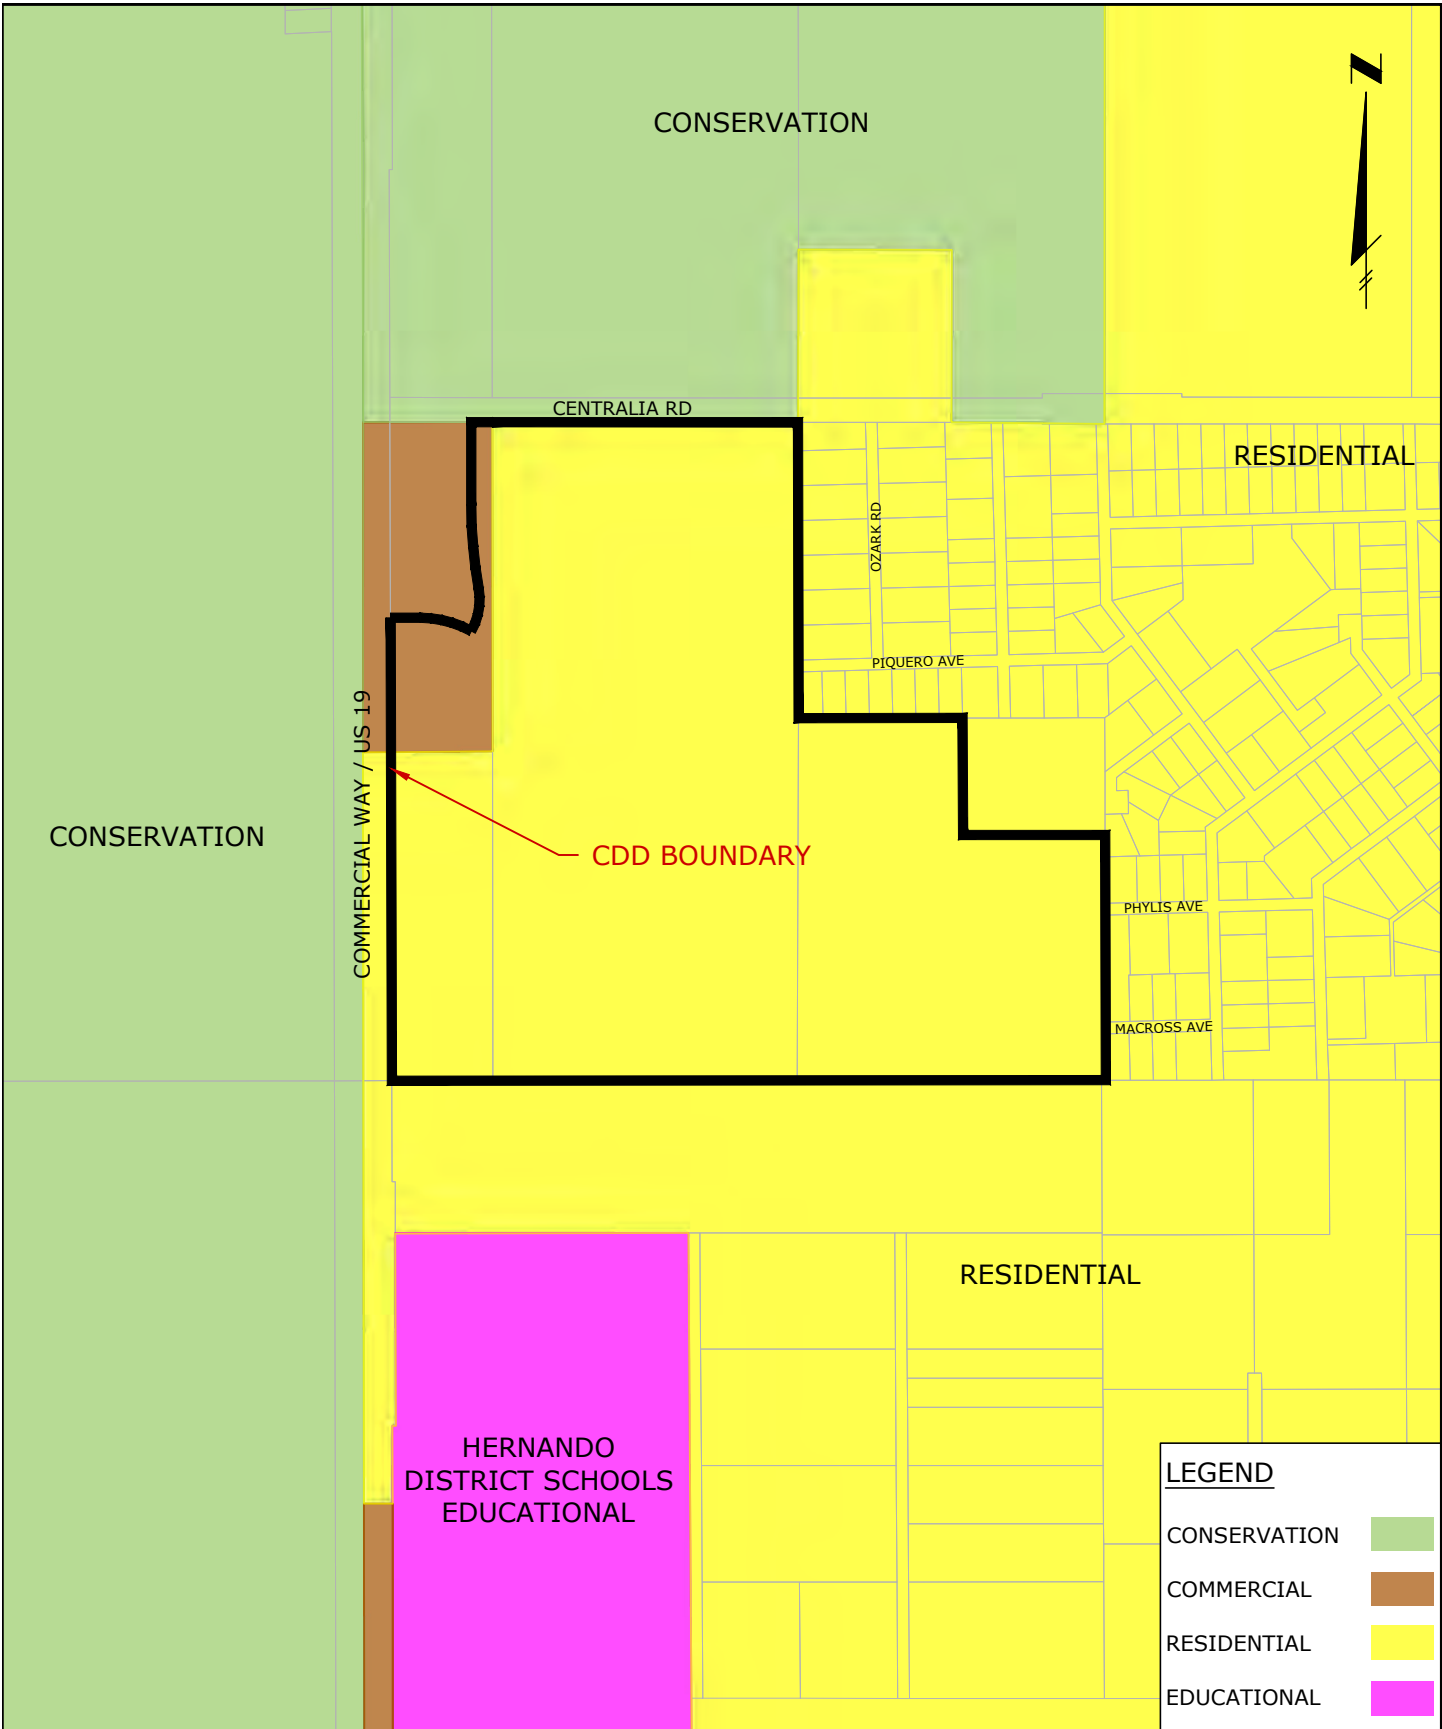 N
CONSERVATION
CENTRALIA RD
RESIDENTIAL
OZARK RD
PIQUERO AVE
COMMERCIAL WAY / US 19
CONSERVATION
CDD BOUNDARY
PHYLIS AVE
MACROSS AVE
RESIDENTIAL
HERNANDO
DISTRICT SCHOOLS
EDUCATIONAL
LEGEND
CONSERVATION
COMMERCIAL
RESIDENTIAL
EDUCATIONAL